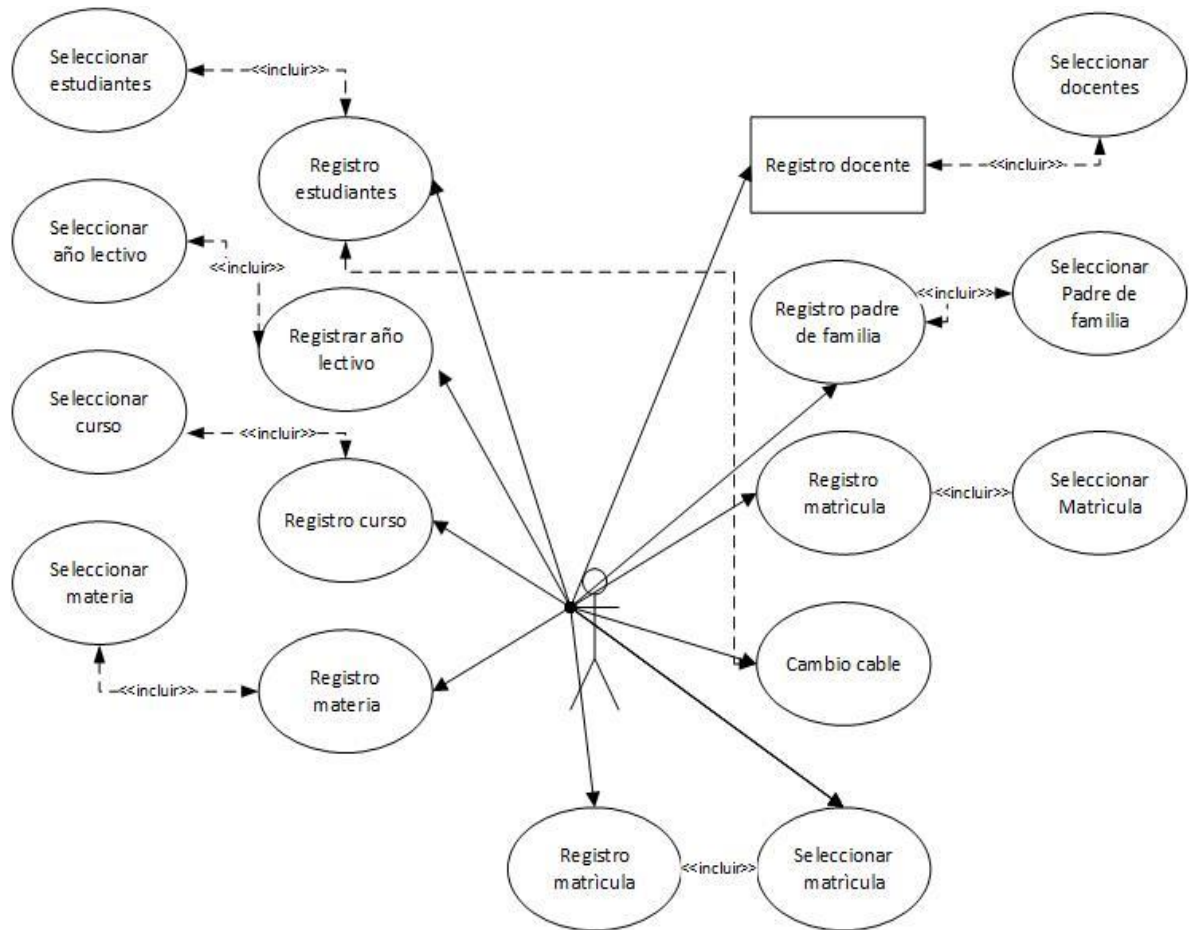 Seleccionar
estudiantes
<<incluir>>
Registro
estudiantes
Seleccionar
docentes
Registro docente
<<incluir>>
Seleccionar
año lectivo
<<incluir>>
Registrar año
lectivo
Registro padre
de familia
<<incluir>>
Seleccionar
Padre de
familia
Seleccionar
curso
<<incluir>>
Registro curso
Registro
matrìcula
<<incluir>>
Seleccionar
Matrìcula
Seleccionar
materia
<<incluir>>
Registro
materia
Cambio cable
Registro
matrìcula
<<incluir>>
Seleccionar
matrìcula